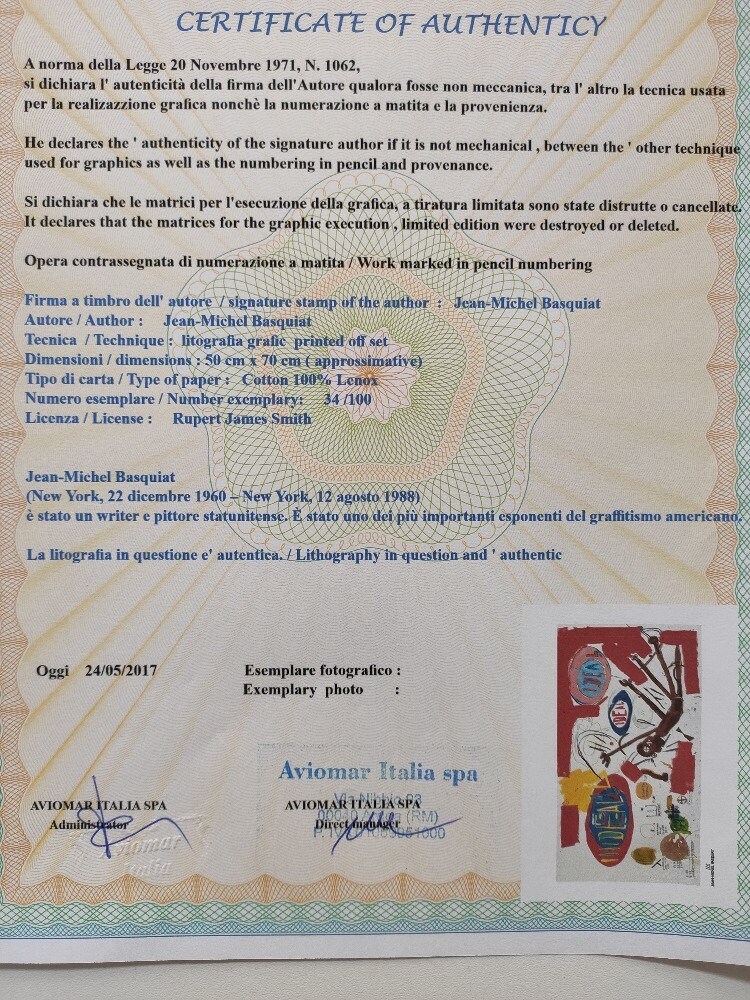 CERTIFICATE OF AUTHENTICITY
A norma della Legge 20 Novembre 1971, N. 1062,
si dichiara l' autenticità della firma dell'Autore qualora fosse non meccanica, tra l' altro la tecnica usata
per la realizazzione grafica nonchè la numerazione a matita e la provenienza.
He declares the ' authenticity of the signature author if it is not mechanical , between the ' other technique
used for graphics as well as the numbering in pencil and provenance.
Si dichiara che le matrici per l'esecuzione della grafica, a tiratura limitata sono state distrutte o cancellate.
It declares that the matrices for the graphic execution , limited edition were destroyed or deleted.
Opera contrassegnata di numerazione a matita / Work marked in pencil numbering
Firma a timbro dell' autore / signature stamp of the author : Jean-Michel Basquiat
Autore / Author : Jean-Michel Basquiat
Tecnica / Technique : litografia grafic printed off set
Dimensioni / dimensions : 50 cm x 70 cm ( approssimative)
Tipo di carta / Type of paper : Cotton 100% Lenox
Numero esemplare / Number exemplary: 34 /100
Licenza / License : Rupert James Smith
Jean-Michel Basquiat
(New York, 22 dicembre 1960 – New York, 12 agosto 1988)
è stato un writer e pittore statunitense. È stato uno dei più importanti esponenti del graffitismo americano.
La litografia in questione e' autentica. / Lithography in question and ' authentic
Oggi 24/05/2017
Esemplare fotografico :
Exemplary photo :
IDEAL
IDEAL
IDEAL
Aviomar Italia spa
Via Nibbio
AVIOMAR ITALIA SPA
Administrator
AVIOMAR ITALIA SPA
Direct manager
(RM)
Aviomar
Italia